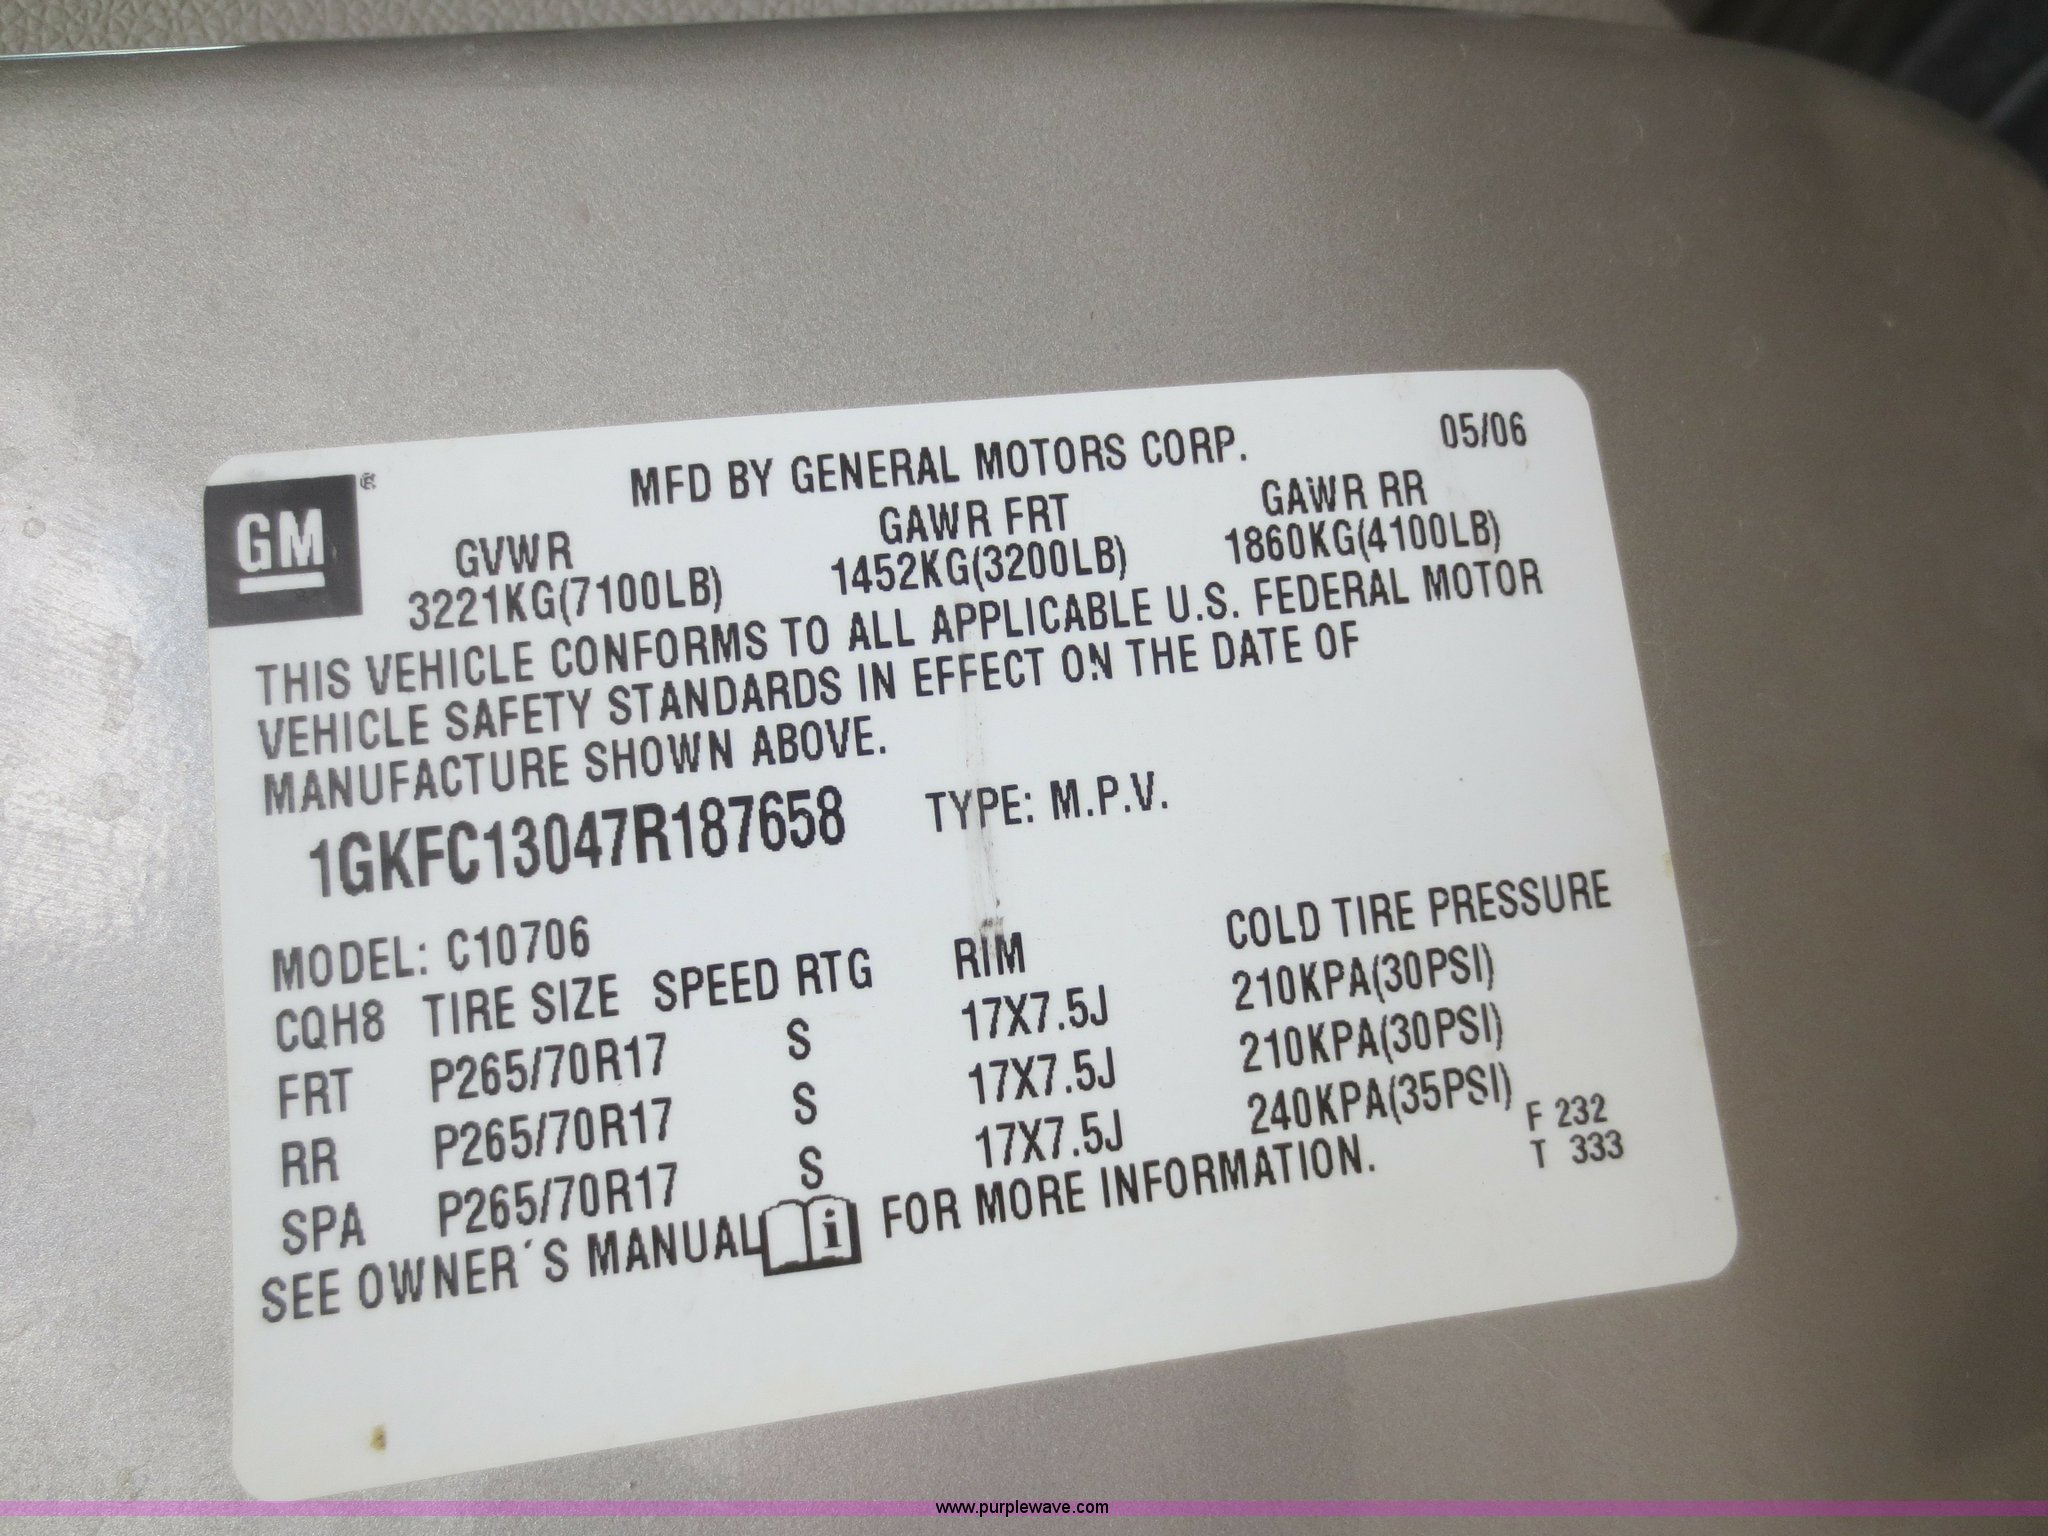 MFD BY GENERAL MOTORS CORP. 05/06
GM ®
GVWR GAWR FRT GAWR RR
3221KG(7100LB) 1452KG(3200LB) 1860KG(4100LB)
THIS VEHICLE CONFORMS TO ALL APPLICABLE U.S. FEDERAL MOTOR
VEHICLE SAFETY STANDARDS IN EFFECT ON THE DATE OF
MANUFACTURE SHOWN ABOVE.
1GKFC13047R187658 TYPE: M.P.V.
MODEL: C10706
CQH8 TIRE SIZE SPEED RTG RIM COLD TIRE PRESSURE
FRT P265/70R17 S 17X7.5J 210KPA(30PSI)
RR P265/70R17 S 17X7.5J 210KPA(30PSI)
SPA P265/70R17 S 17X7.5J 240KPA(35PSI)
SEE OWNER´S MANUAL i FOR MORE INFORMATION.
F 232
T 333
www.purplewave.com